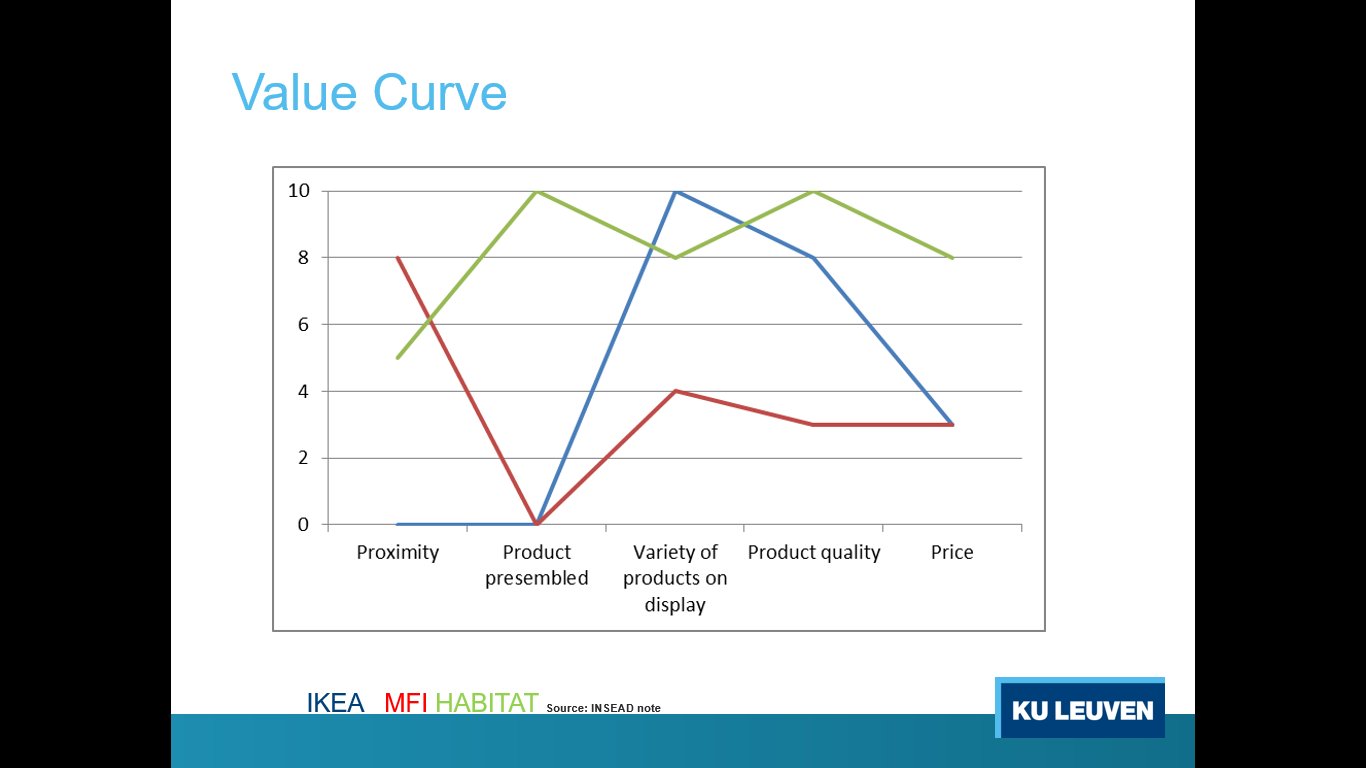 Value Curve
10
8
6
4
2
0
Proximity
Product
presembled
Variety of
products on
display
Product quality
Price
IKEA MFI HABITAT Source: INSEAD note
KU LEUVEN